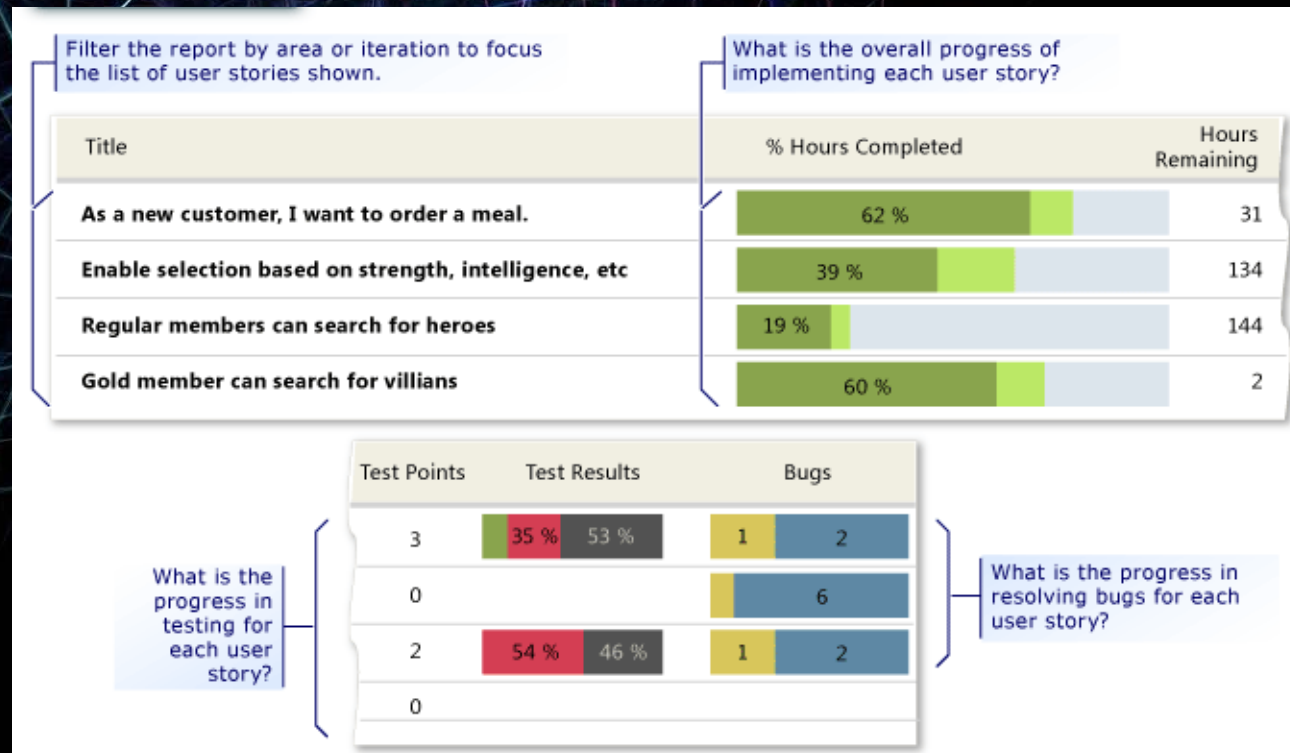 Filter the report by area or iteration to focus
the list of user stories shown.
What is the overall progress of
implementing each user story?
Title
% Hours Completed
Hours
Remaining
As a new customer, I want to order a meal.
62 %
31
Enable selection based on strength, intelligence, etc
39 %
134
Regular members can search for heroes
19 %
144
Gold member can search for villians
60 %
2
Test Points
Test Results
Bugs
3
35 %
53 %
1
2
0
6
2
54 %
46 %
1
2
0
What is the
progress in
testing for
each user
story?
What is the progress in
resolving bugs for each
user story?